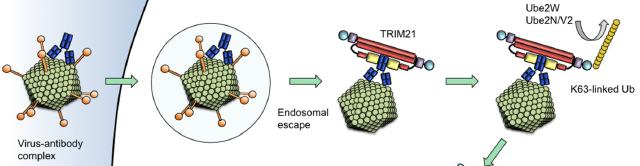 Ube2W
Ube2N/V2
TRIM21
K63-linked Ub
Endosomal
escape
Virus-antibody
complex